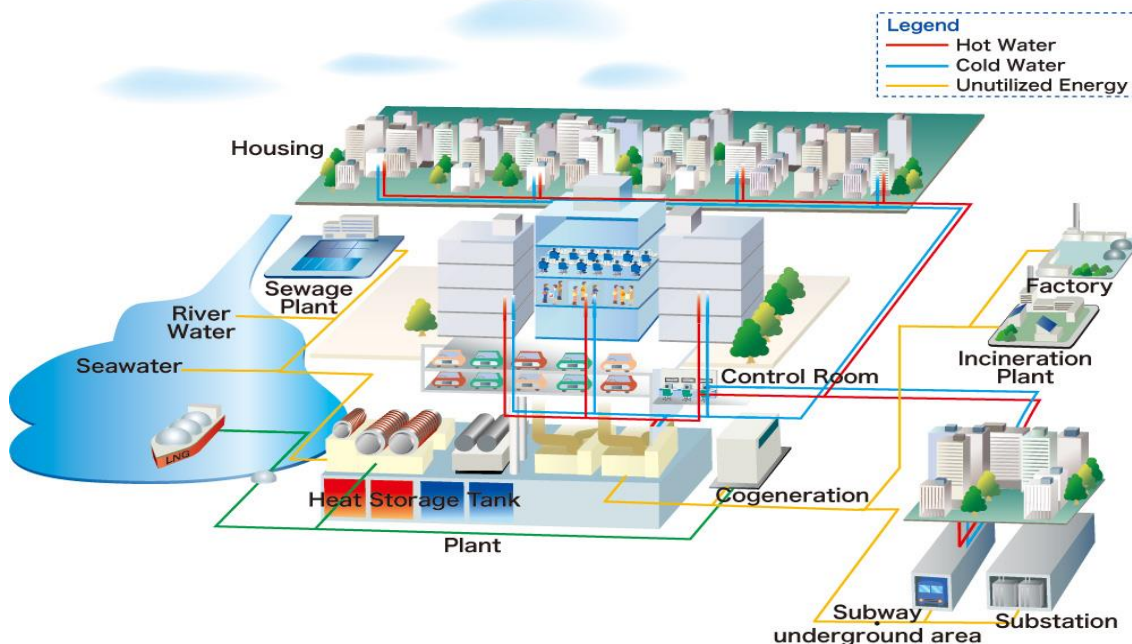 Legend
Hot Water
Cold Water
Unutilized Energy
Housing
Sewage
Plant
River
Water
Seawater
Factory
Incineration
Plant
Control Room
LNG
Heat Storage Tank
Cogeneration
Plant
Subway
underground area
Substation